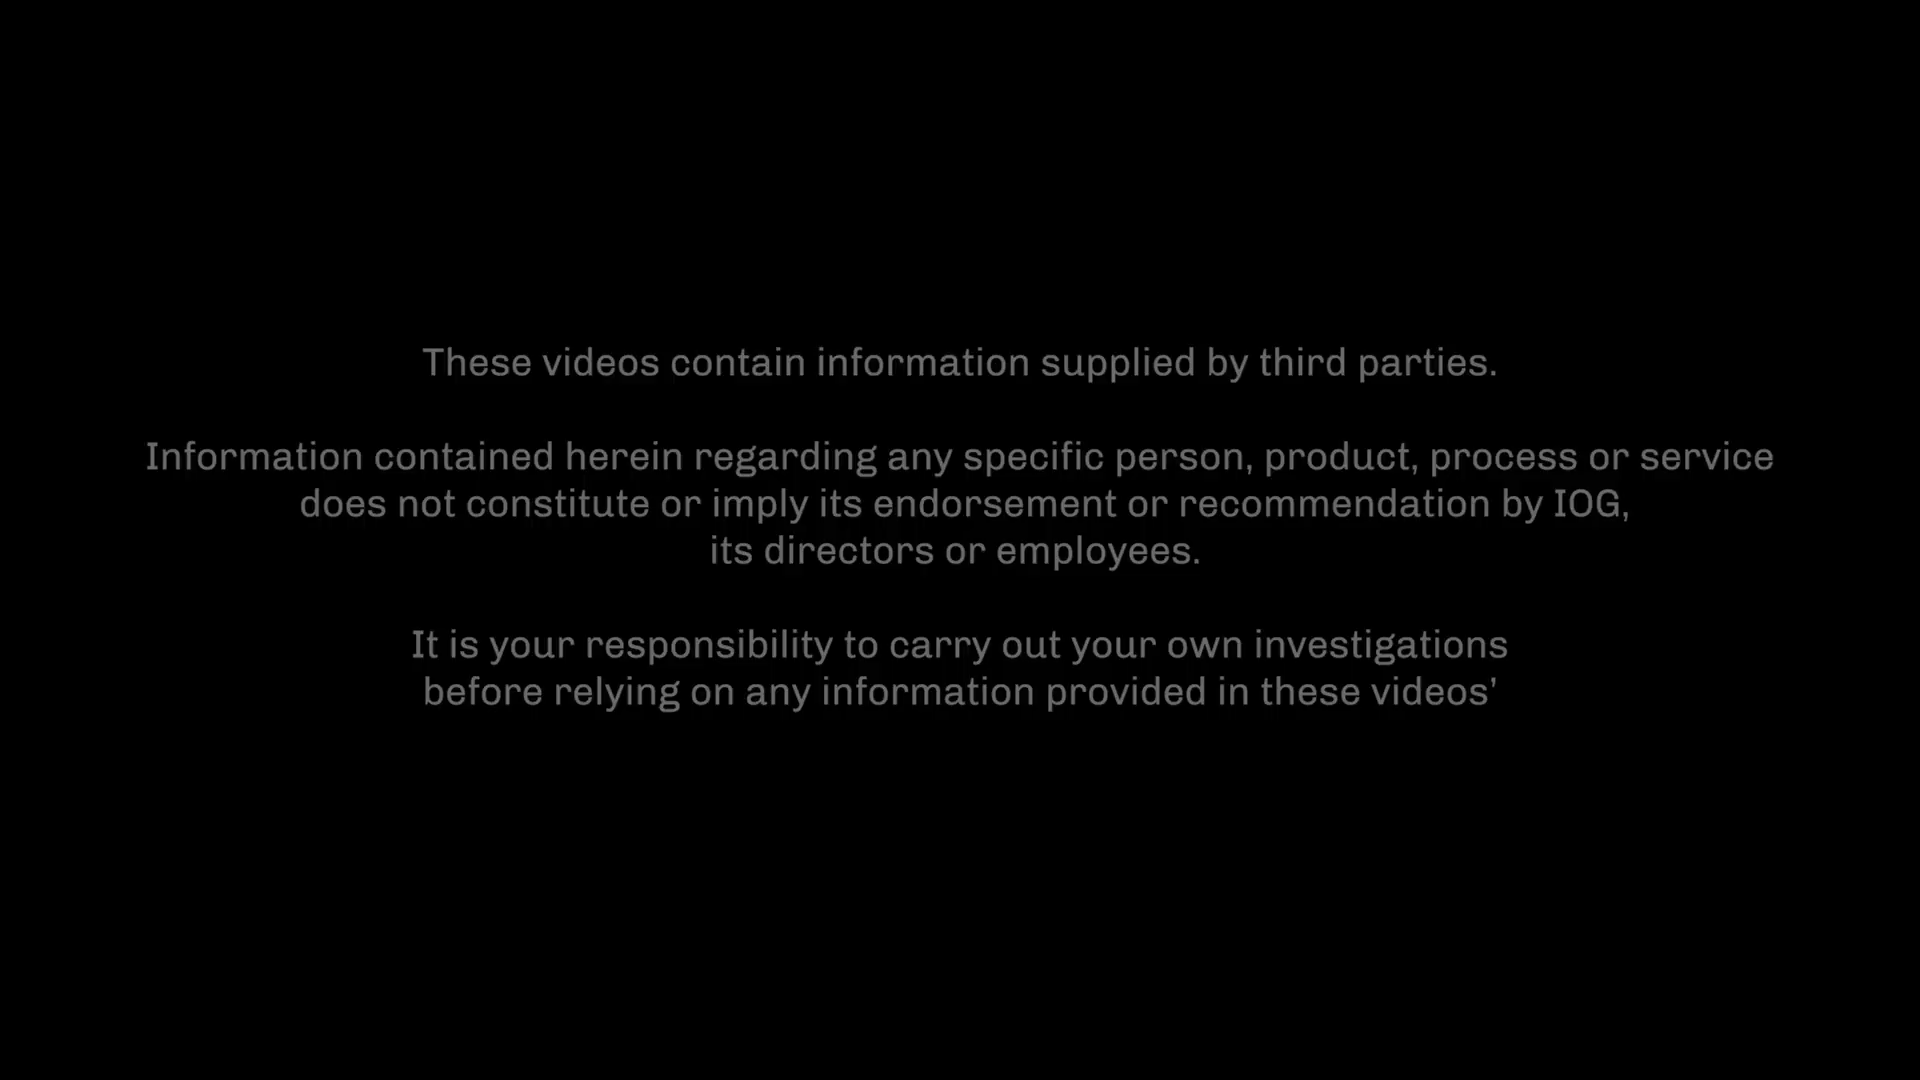 These videos contain information supplied by third parties.
Information contained herein regarding any specific person, product, process or service
does not constitute or imply its endorsement or recommendation by IOG,
its directors or employees.
It is your responsibility to carry out your own investigations
before relying on any information provided in these videos'